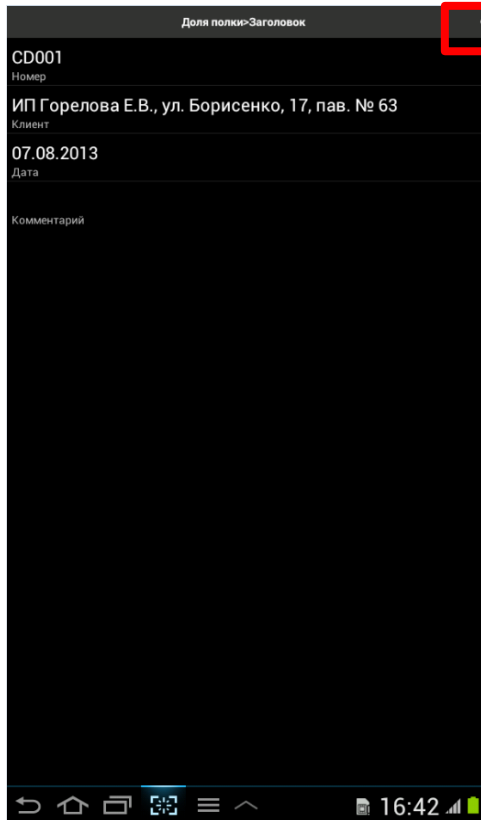 Доля полки>Заголовок
CD001
Номер
ИП Горелова Е.В., ул. Борисенко, 17, пав. № 63
Клиент
07.08.2013
Дата
Комментарий
16:42